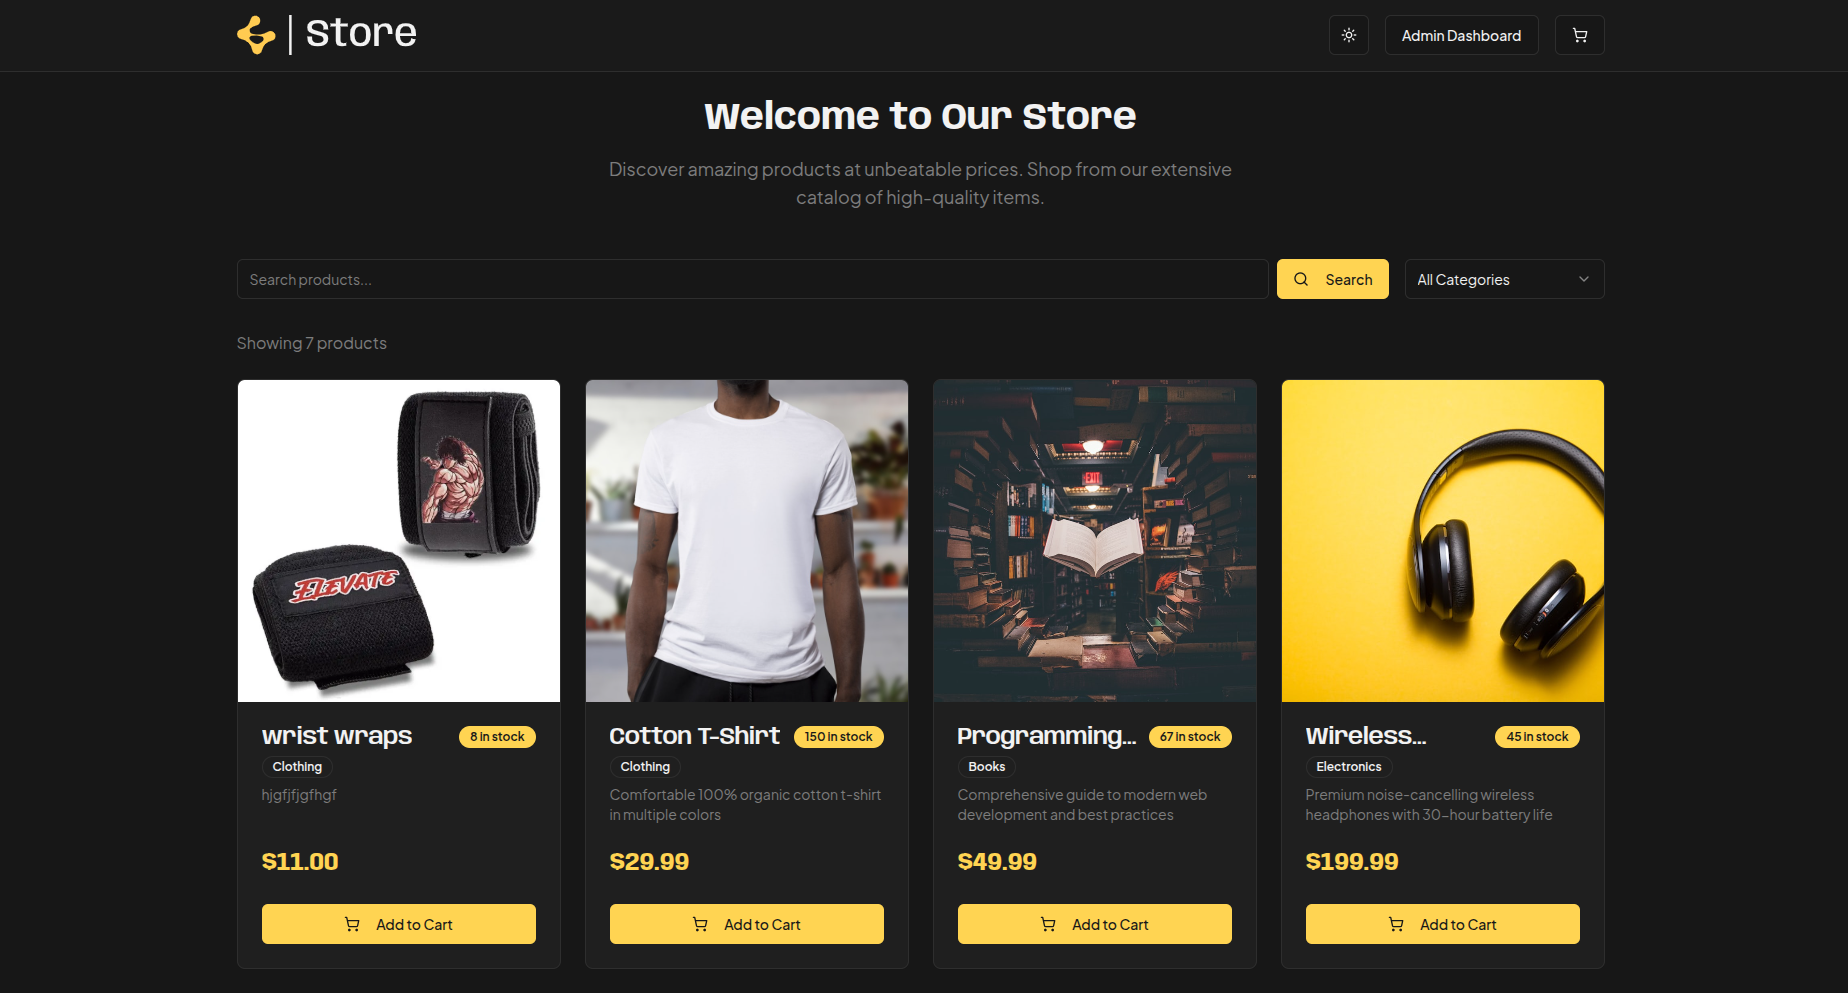 Store
Admin Dashboard
Welcome to Our Store
Discover amazing products at unbeatable prices. Shop from our extensive
catalog of high-quality items.
Search products...
Search
All Categories
Showing 7 products
ELEVATE
EXIT
wrist wraps
8 in stock
Clothing
hjgfjfjgfhgf
$11.00
Add to Cart
Cotton T-Shirt
150 in stock
Clothing
Comfortable 100% organic cotton t-shirt
in multiple colors
$29.99
Add to Cart
Programming...
67 in stock
Books
Comprehensive guide to modern web
development and best practices
$49.99
Add to Cart
Wireless...
45 in stock
Electronics
Premium noise-cancelling wireless
headphones with 30-hour battery life
$199.99
Add to Cart